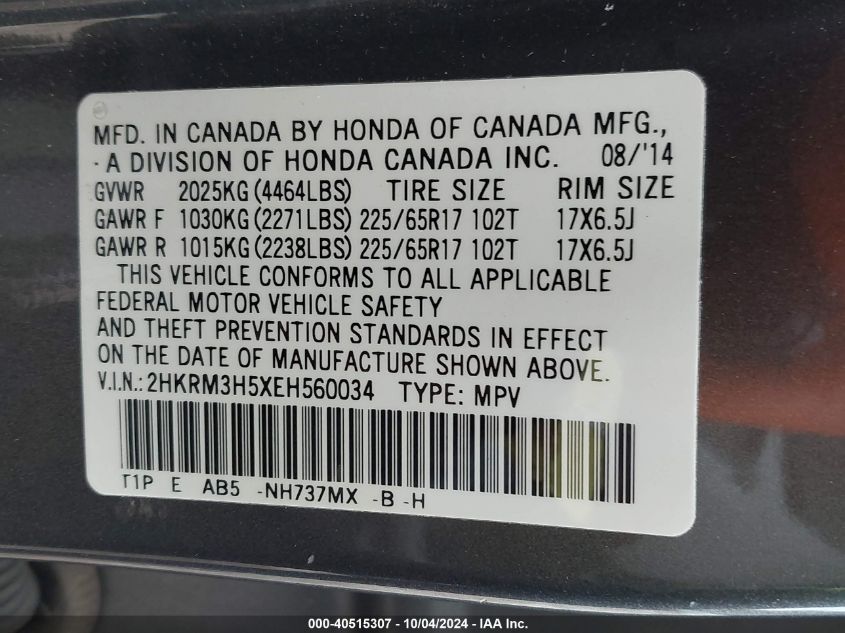 MFD. IN CANADA BY HONDA OF CANADA MFG.,
A DIVISION OF HONDA CANADA INC. 08/'14
GVWR 2025KG (4464LBS) TIRE SIZE RIM SIZE
GAWR F 1030KG (2271LBS) 225/65R17 102T 17X6.5J
GAWR R 1015KG (2238LBS) 225/65R17 102T 17X6.5J
THIS VEHICLE CONFORMS TO ALL APPLICABLE
FEDERAL MOTOR VEHICLE SAFETY
AND THEFT PREVENTION STANDARDS IN EFFECT
ON THE DATE OF MANUFACTURE SHOWN ABOVE.
V.I.N.: 2HKRM3H5XEH560034 TYPE: MPV
T1P E AB5 -NH737MX -B -H
000-40515307 - 10/04/2024 - IAA Inc.